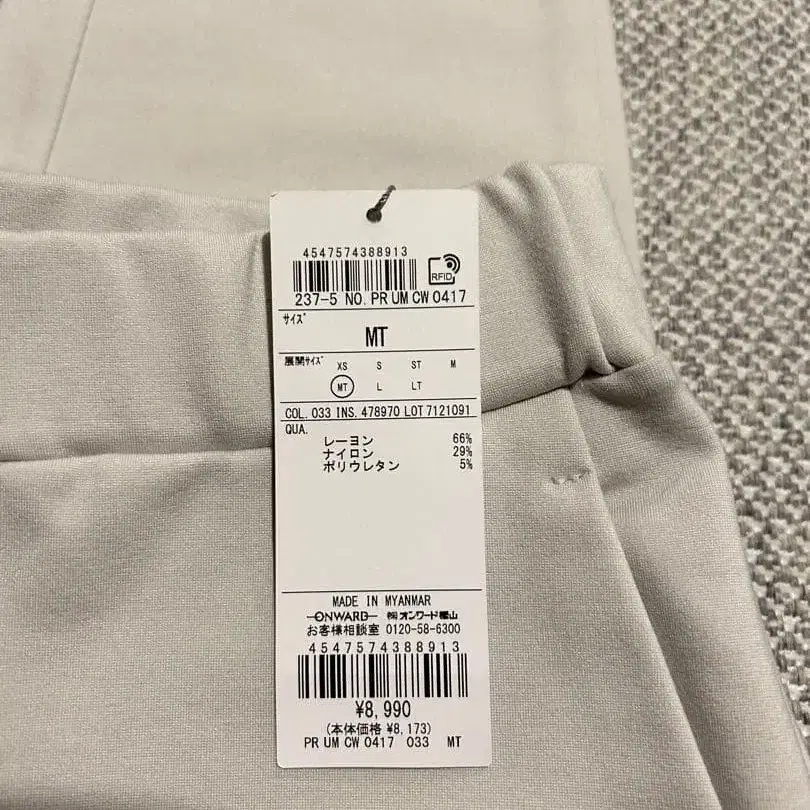 4547574388913
RFID
237-5 NO. PR UM CW 0417
サイズ
MT
展開サイズ
XS S ST M
MT L LT
COL. 033 INS. 478970 LOT 7121091
QUA.
レーヨン 66%
ナイロン 29%
ポリウレタン 5%
MADE IN MYANMAR
ONWARD ㈱オンワード樫山
お客様相談室 0120-58-6300
4547574388913
¥8,990
(本体価格 ¥8,173)
PR UM CW 0417 033 MT